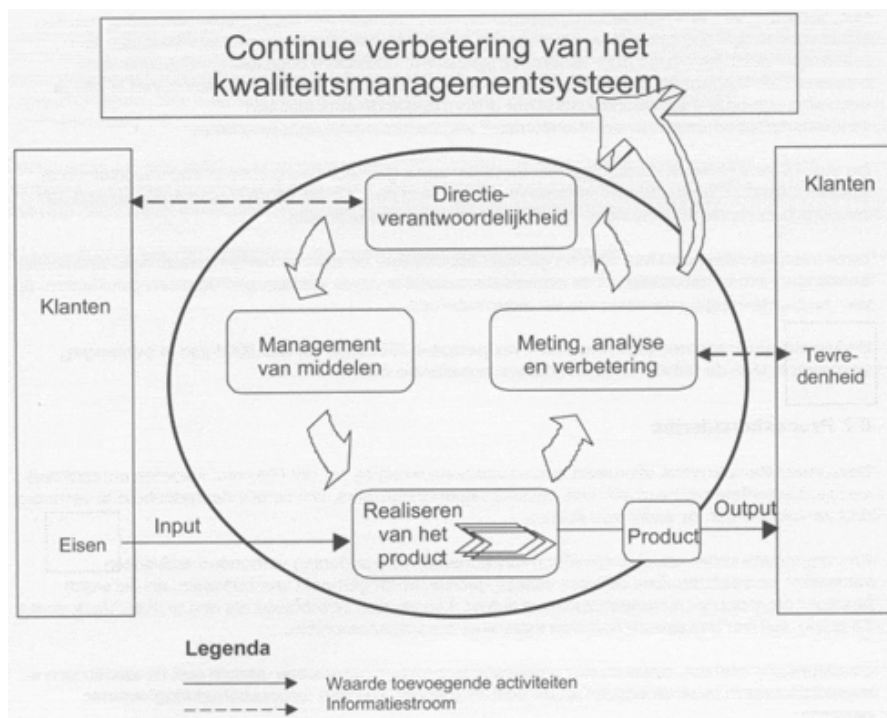 Continue verbetering van het
kwaliteitsmanagementsysteem
Klanten
Directie-
verantwoordelijkheid
Klanten
Management
van middelen
Meting, analyse
en verbetering
Tevre-
denheid
Eisen
Input
Realiseren
van het
product
Product
Output
Legenda
Waarde toevoegende activiteiten
Informatiestroom